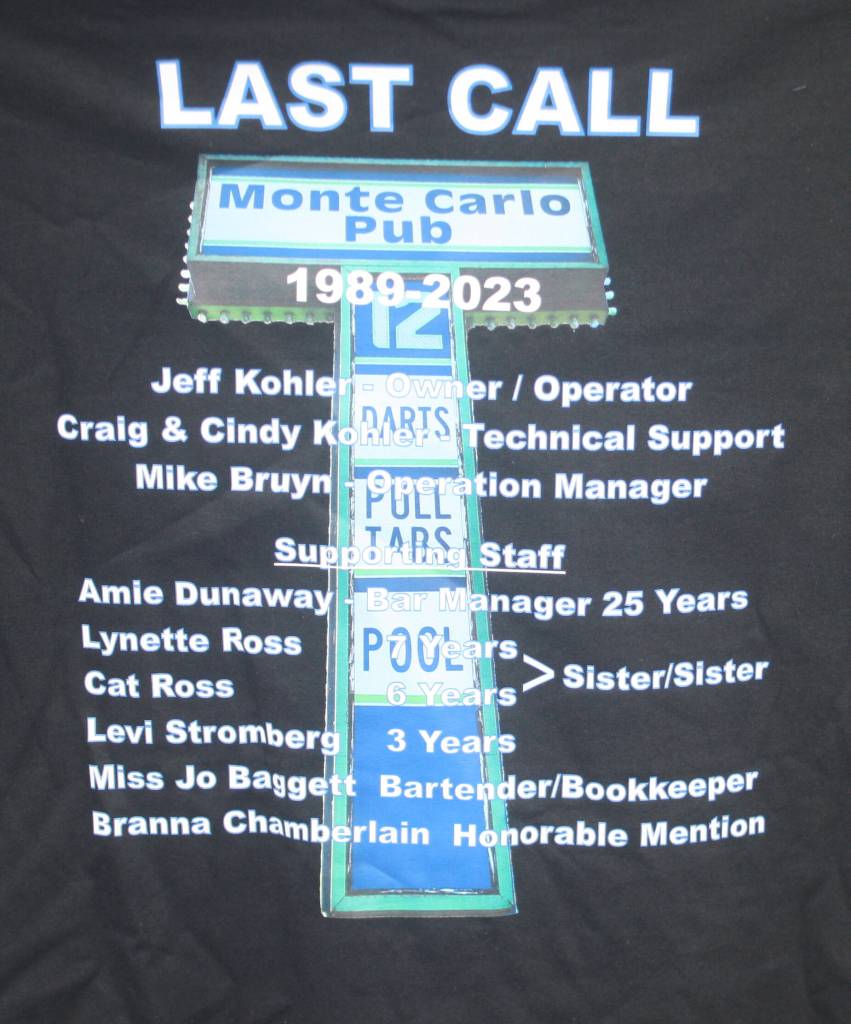 LAST CALL
Monte Carlo
Pub
1989-2023
12
Jeff Kohler - Owner / Operator
DARTS
Craig & Cindy Kohler - Technical Support
Mike Bruyn - Operation Manager
PULL
TABS
Supporting Staff
Amie Dunaway - Bar Manager 25 Years
POOL
Lynette Ross 7 Years
> Sister/Sister
Cat Ross 6 Years
Levi Stromberg 3 Years
Miss Jo Baggett Bartender/Bookkeeper
Branna Chamberlain Honorable Mention